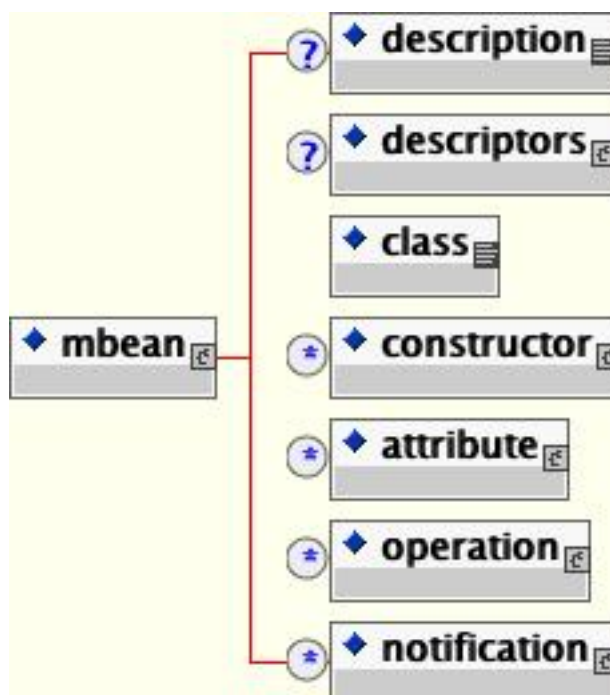 ? description
? descriptors
class
mbean
* constructor
* attribute
* operation
* notification